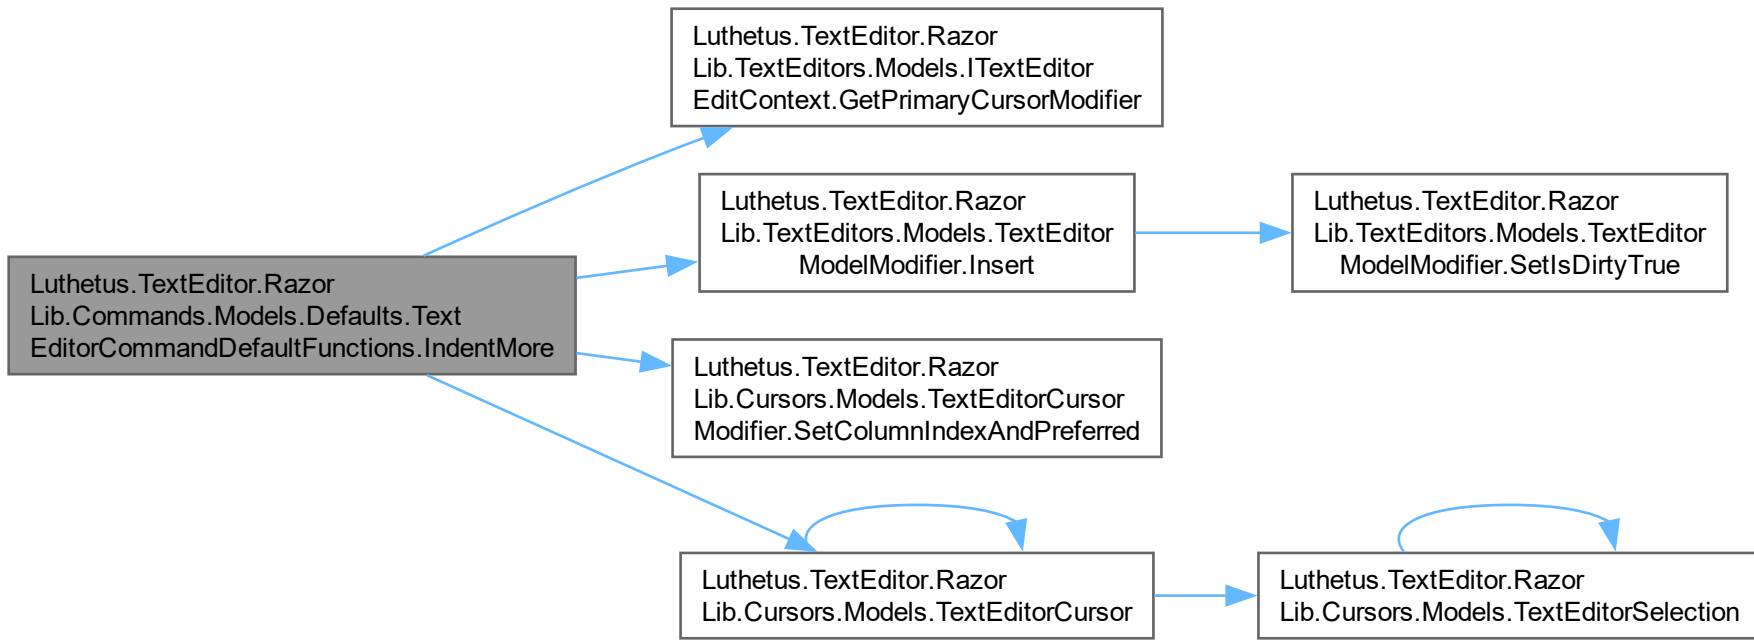 Luthetus.TextEditor.Razor
Lib.TextEditors.Models.ITextEditor
EditContext.GetPrimaryCursorModifier
Luthetus.TextEditor.Razor
Lib.TextEditors.Models.TextEditor
ModelModifier.Insert
Luthetus.TextEditor.Razor
Lib.TextEditors.Models.TextEditor
ModelModifier.SetIsDirtyTrue
Luthetus.TextEditor.Razor
Lib.Commands.Models.Defaults.Text
EditorCommandDefaultFunctions.IndentMore
Luthetus.TextEditor.Razor
Lib.Cursors.Models.TextEditorCursor
Modifier.SetColumnIndexAndPreferred
Luthetus.TextEditor.Razor
Lib.Cursors.Models.TextEditorCursor
Luthetus.TextEditor.Razor
Lib.Cursors.Models.TextEditorSelection